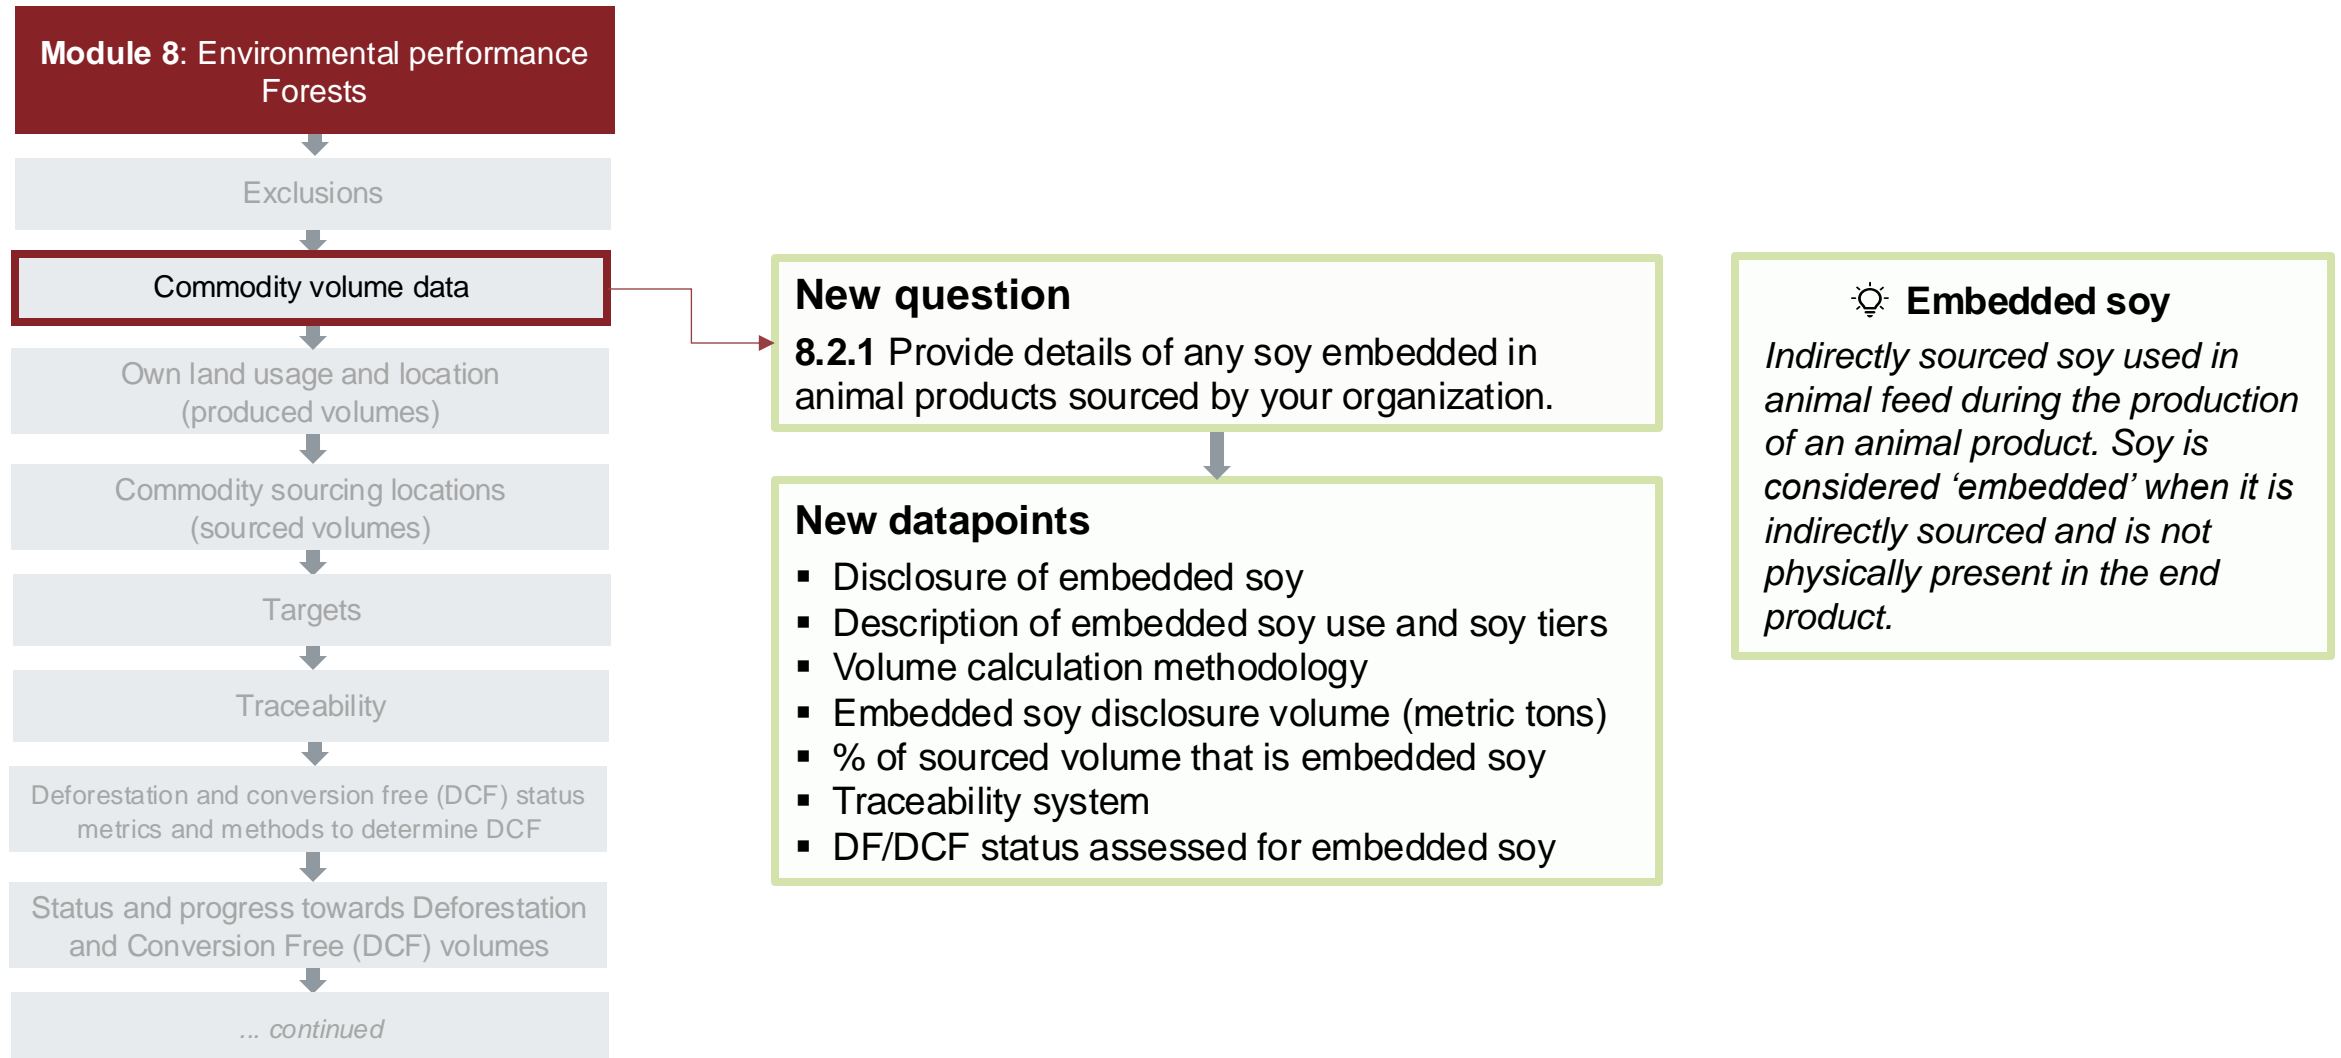 Module 8: Environmental performance
Forests
Exclusions
Commodity volume data
Own land usage and location
(produced volumes)
Commodity sourcing locations
(sourced volumes)
Targets
Traceability
Deforestation and conversion free (DCF) status
metrics and methods to determine DCF
Status and progress towards Deforestation
and Conversion Free (DCF) volumes
... continued
New question
8.2.1 Provide details of any soy embedded in
animal products sourced by your organization.
New datapoints
▪ Disclosure of embedded soy
▪ Description of embedded soy use and soy tiers
▪ Volume calculation methodology
▪ Embedded soy disclosure volume (metric tons)
▪ % of sourced volume that is embedded soy
▪ Traceability system
▪ DF/DCF status assessed for embedded soy
Embedded soy
Indirectly sourced soy used in
animal feed during the production
of an animal product. Soy is
considered ‘embedded’ when it is
indirectly sourced and is not
physically present in the end
product.